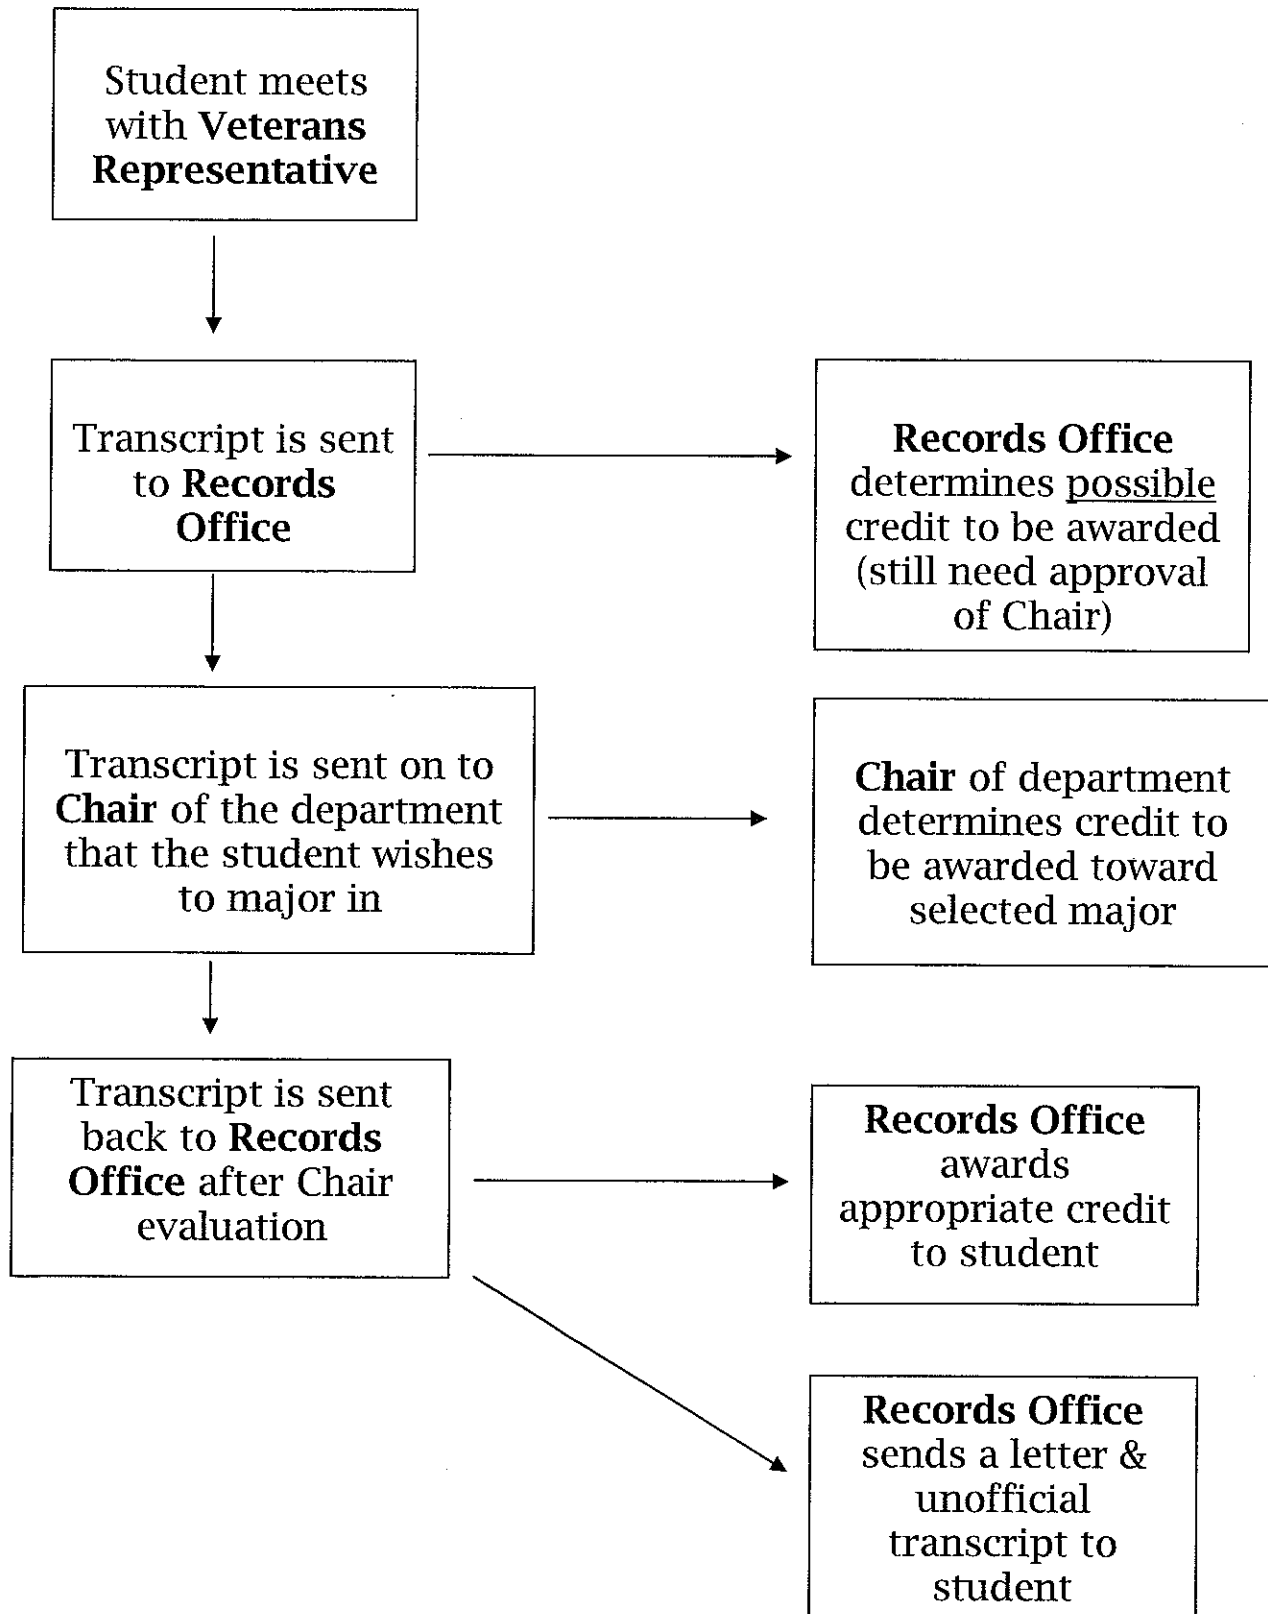 Student meets
with Veterans
Representative
Transcript is sent
to Records
Office
Records Office
determines possible
credit to be awarded
(still need approval
of Chair)
Transcript is sent on to
Chair of the department
that the student wishes
to major in
Chair of department
determines credit to
be awarded toward
selected major
Transcript is sent
back to Records
Office after Chair
evaluation
Records Office
awards
appropriate credit
to student
Records Office
sends a letter &
unofficial
transcript to
student